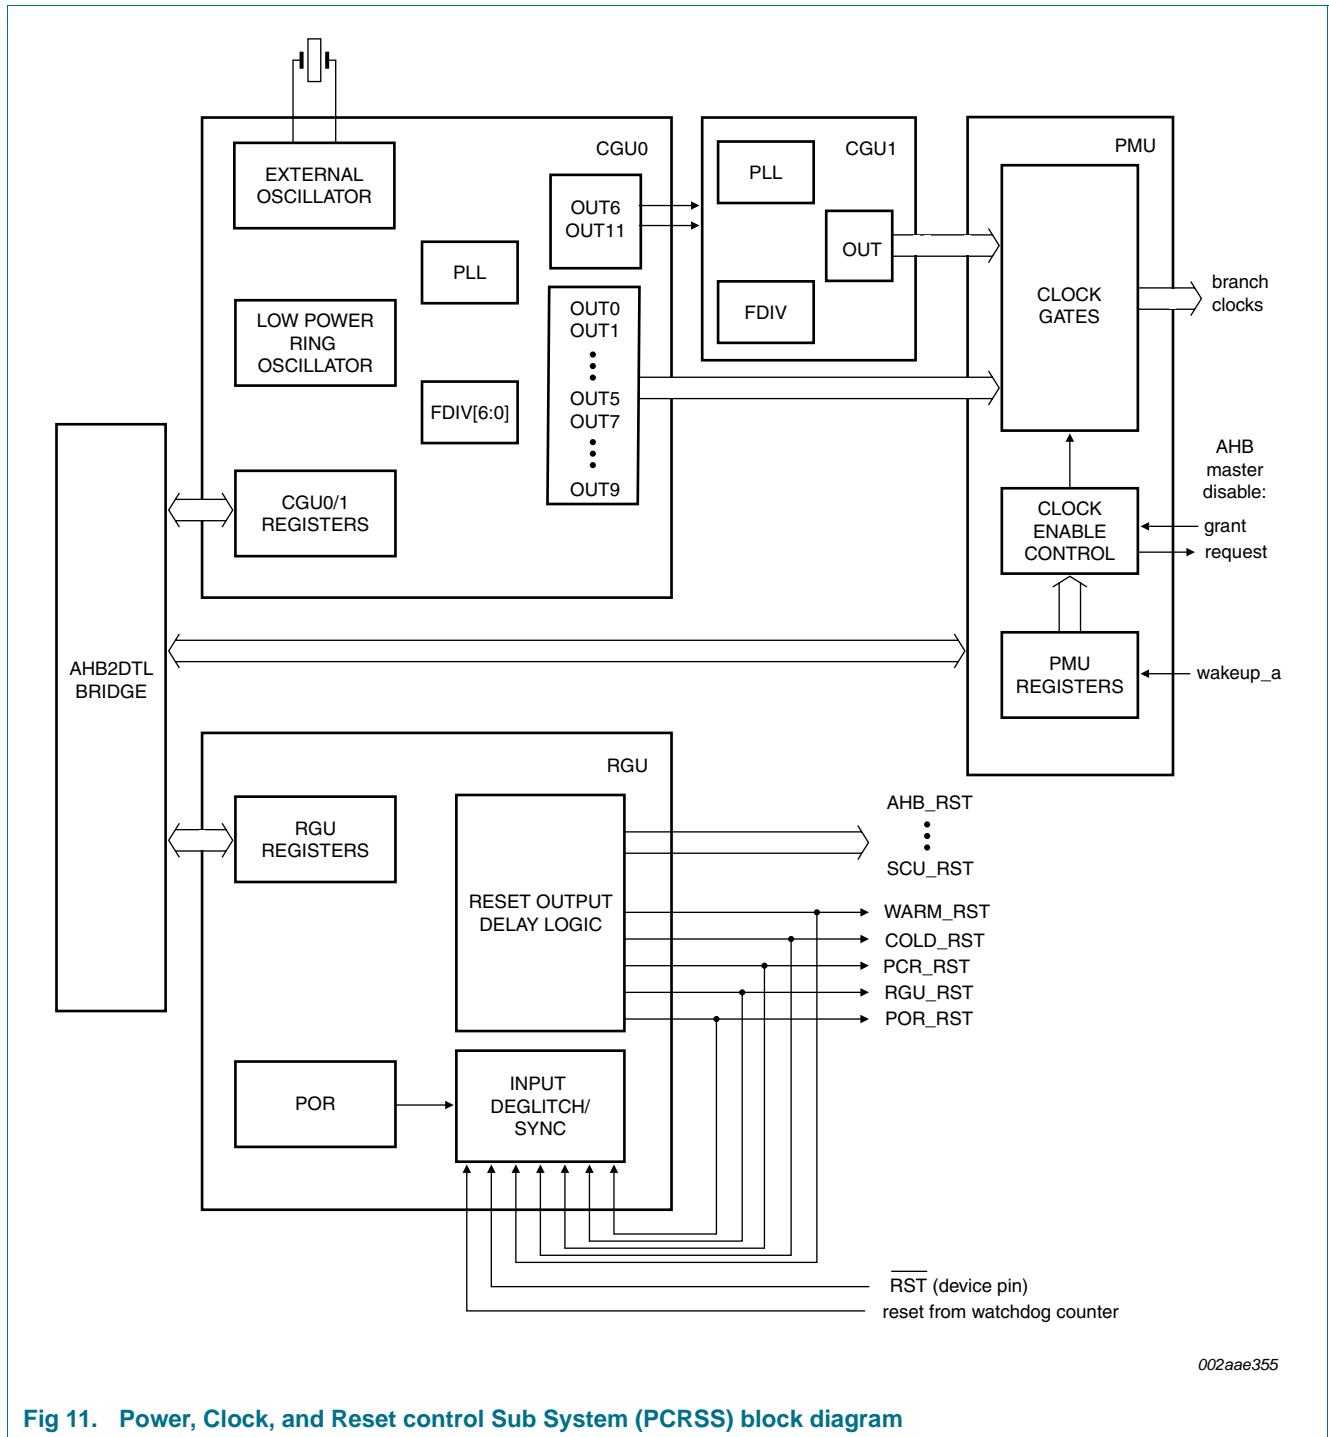 EXTERNAL
OSCILLATOR
LOW POWER
RING
OSCILLATOR
CGU0/1
REGISTERS
PLL
FDIV[6:0]
CGU0
OUT6
OUT11
OUT0
OUT1
OUT5
OUT7
OUT9
CGU1
PLL
FDIV
OUT
PMU
CLOCK
GATES
branch
clocks
AHB
master
disable:
CLOCK
ENABLE
CONTROL
grant
request
PMU
REGISTERS
wakeup_a
AHB2DTL
BRIDGE
RGU
RGU
REGISTERS
RESET OUTPUT
DELAY LOGIC
AHB_RST
SCU_RST
WARM_RST
COLD_RST
PCR_RST
RGU_RST
POR_RST
POR
INPUT
DEGLITCH/
SYNC
RST (device pin)
reset from watchdog counter
002aae355
Fig 11. Power, Clock, and Reset control Sub System (PCRSS) block diagram